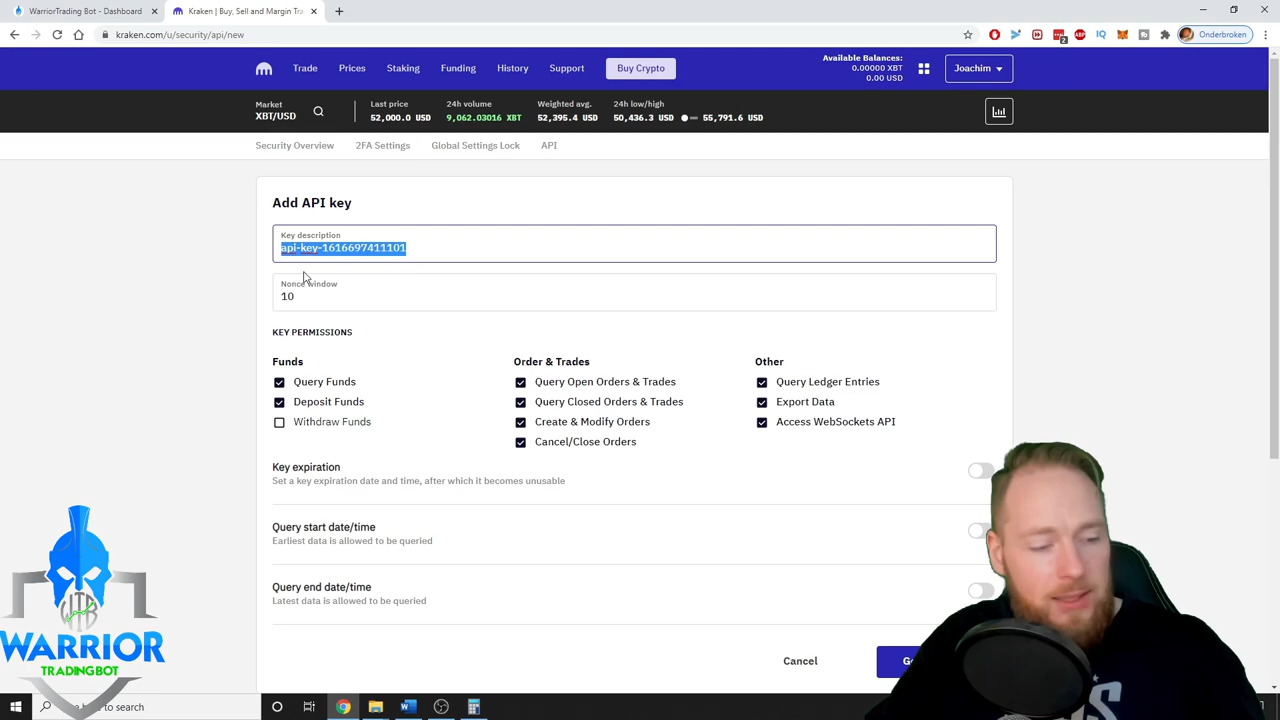 WarriorTrading Bot - Dashboard
Kraken | Buy, Sell and Margin Tra
kraken.com/u/security/api/new
2
ABP
IQ
Onderbroken
Trade
Prices
Staking
Funding
History
Support
Buy Crypto
Available Balances:
0.00000 XBT
0.00 USD
Joachim
Market
XBT/USD
Last price
52,000.0 USD
24h volume
9,062.03016 XBT
Weighted avg.
52,395.4 USD
24h low/high
50,436.3 USD
55,791.6 USD
Security Overview
2FA Settings
Global Settings Lock
API
Add API key
Key description
api-key-1616697411101
Nonce window
10
KEY PERMISSIONS
Funds
Query Funds
Deposit Funds
Withdraw Funds
Order & Trades
Query Open Orders & Trades
Query Closed Orders & Trades
Create & Modify Orders
Cancel/Close Orders
Other
Query Ledger Entries
Export Data
Access WebSockets API
Key expiration
Set a key expiration date and time, after which it becomes unusable
Query start date/time
Earliest data is allowed to be queried
Query end date/time
Latest data is allowed to be queried
Cancel
WTB
WARRIOR
TRADINGBOT
to search